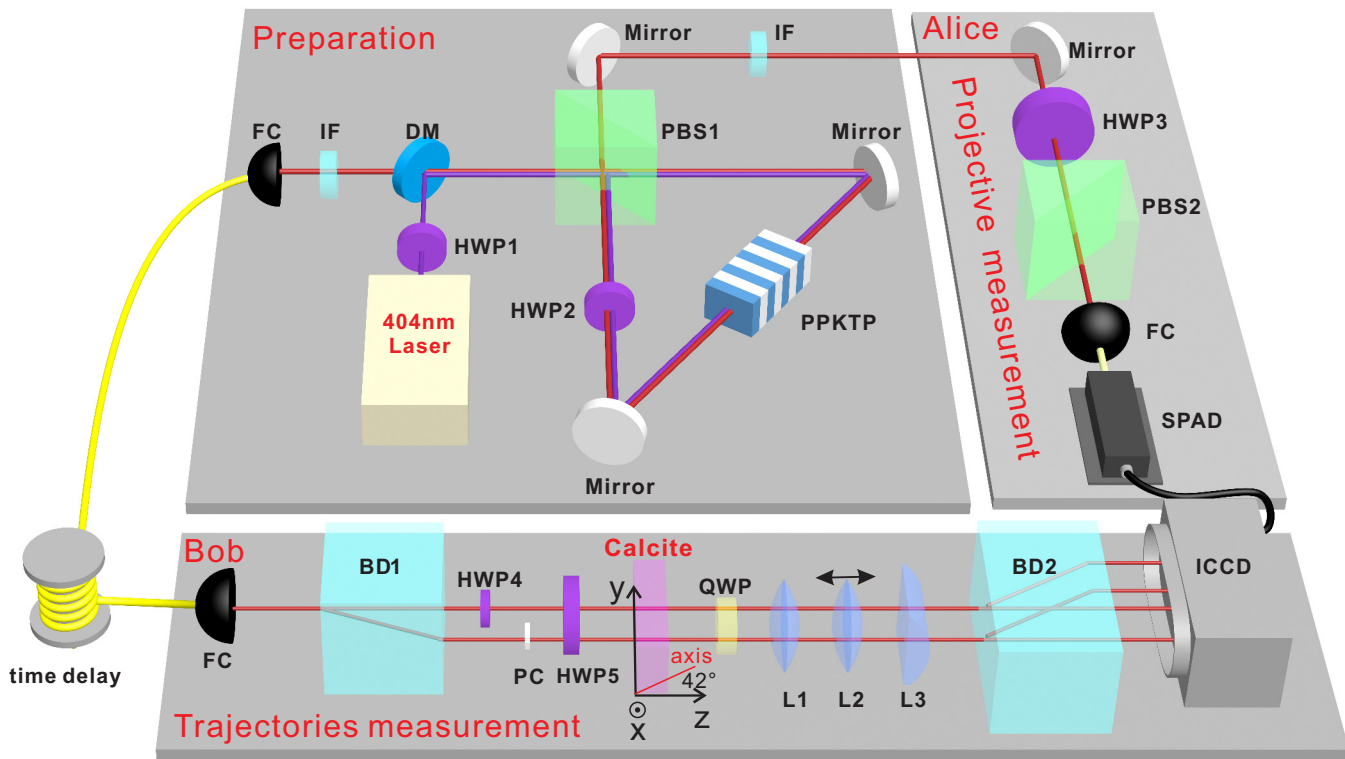 Preparation
Mirror
IF
Alice
Mirror
FC
IF
DM
PBS1
Mirror
HWP3
Projective measurement
HWP1
PBS2
404nm
Laser
HWP2
PPKTP
FC
SPAD
Mirror
Bob
BD1
HWP4
Calcite
y
QWP
BD2
ICCD
time delay
FC
PC
HWP5
axis
42°
L1
L2
L3
Trajectories measurement
x
z